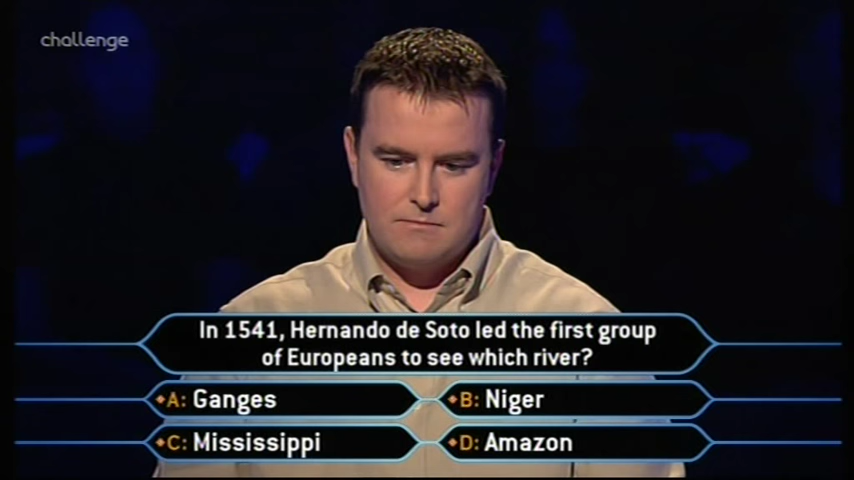 challenge
In 1541, Hernando de Soto led the first group
of Europeans to see which river?
A: Ganges
B: Niger
C: Mississippi
D: Amazon